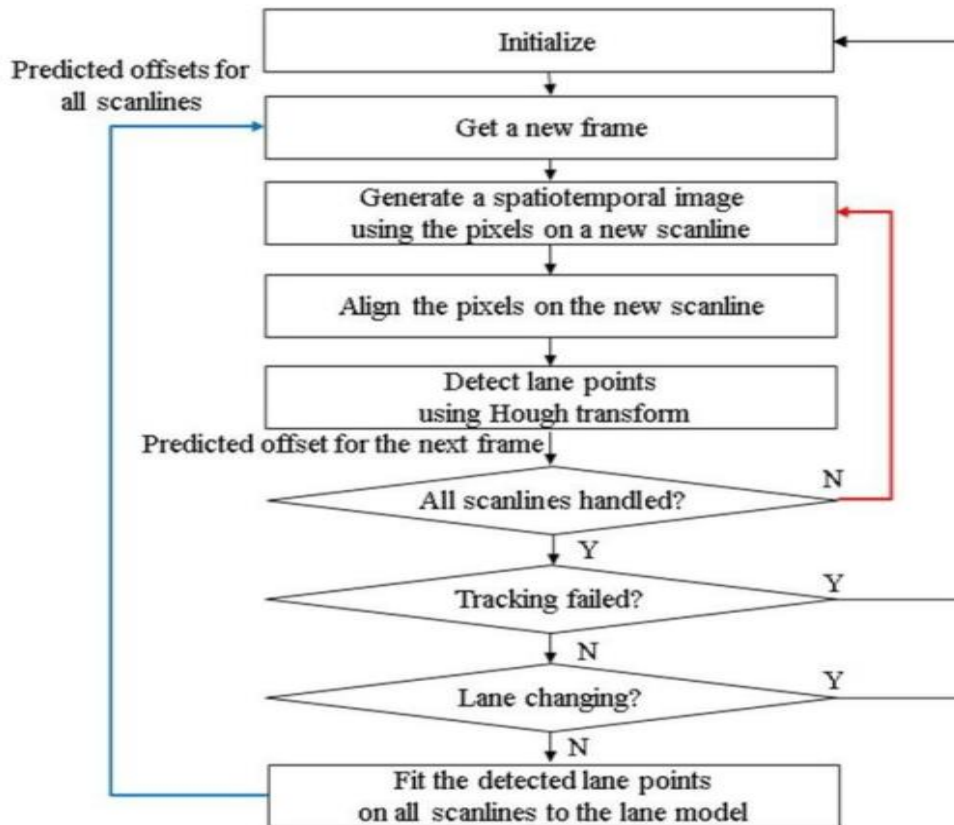 Initialize
Predicted offsets for
all scanlines
Get a new frame
Generate a spatiotemporal image
using the pixels on a new scanline
Align the pixels on the new scanline
Detect lane points
using Hough transform
Predicted offset for the next frame
N
All scanlines handled?
Y
Y
Tracking failed?
N
Y
Lane changing?
N
Fit the detected lane points
on all scanlines to the lane model